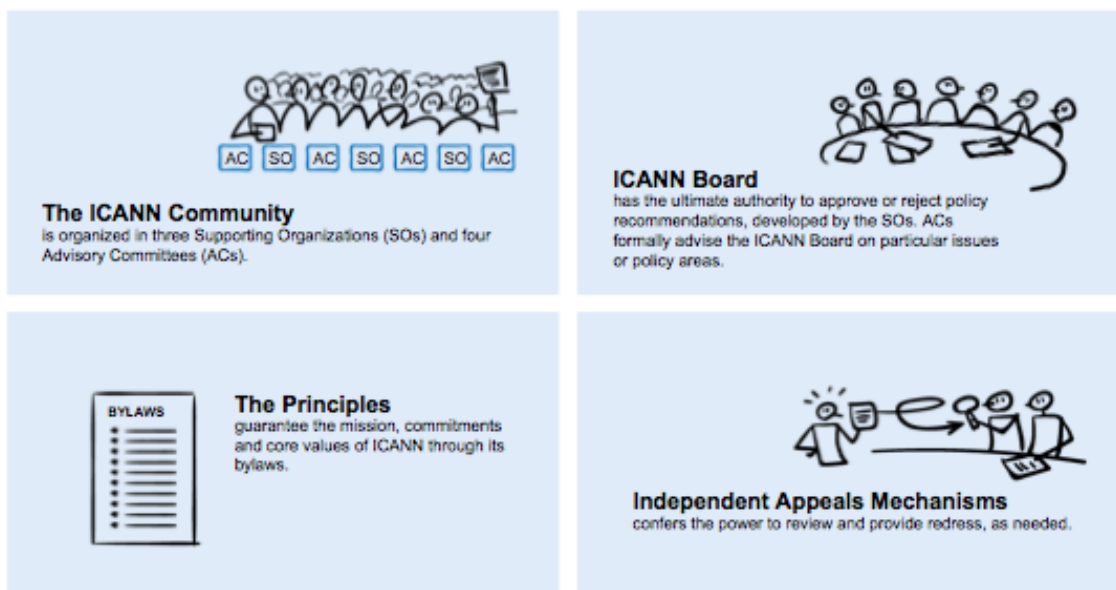 AC SO AC SO AC SO AC
The ICANN Community
is organized in three Supporting Organizations (SOs) and four
Advisory Committees (ACs).
ICANN Board
has the ultimate authority to approve or reject policy
recommendations, developed by the SOs. ACs
formally advise the ICANN Board on particular issues
or policy areas.
BYLAWS
The Principles
guarantee the mission, commitments
and core values of ICANN through its
bylaws.
Independent Appeals Mechanisms
confers the power to review and provide redress, as needed.